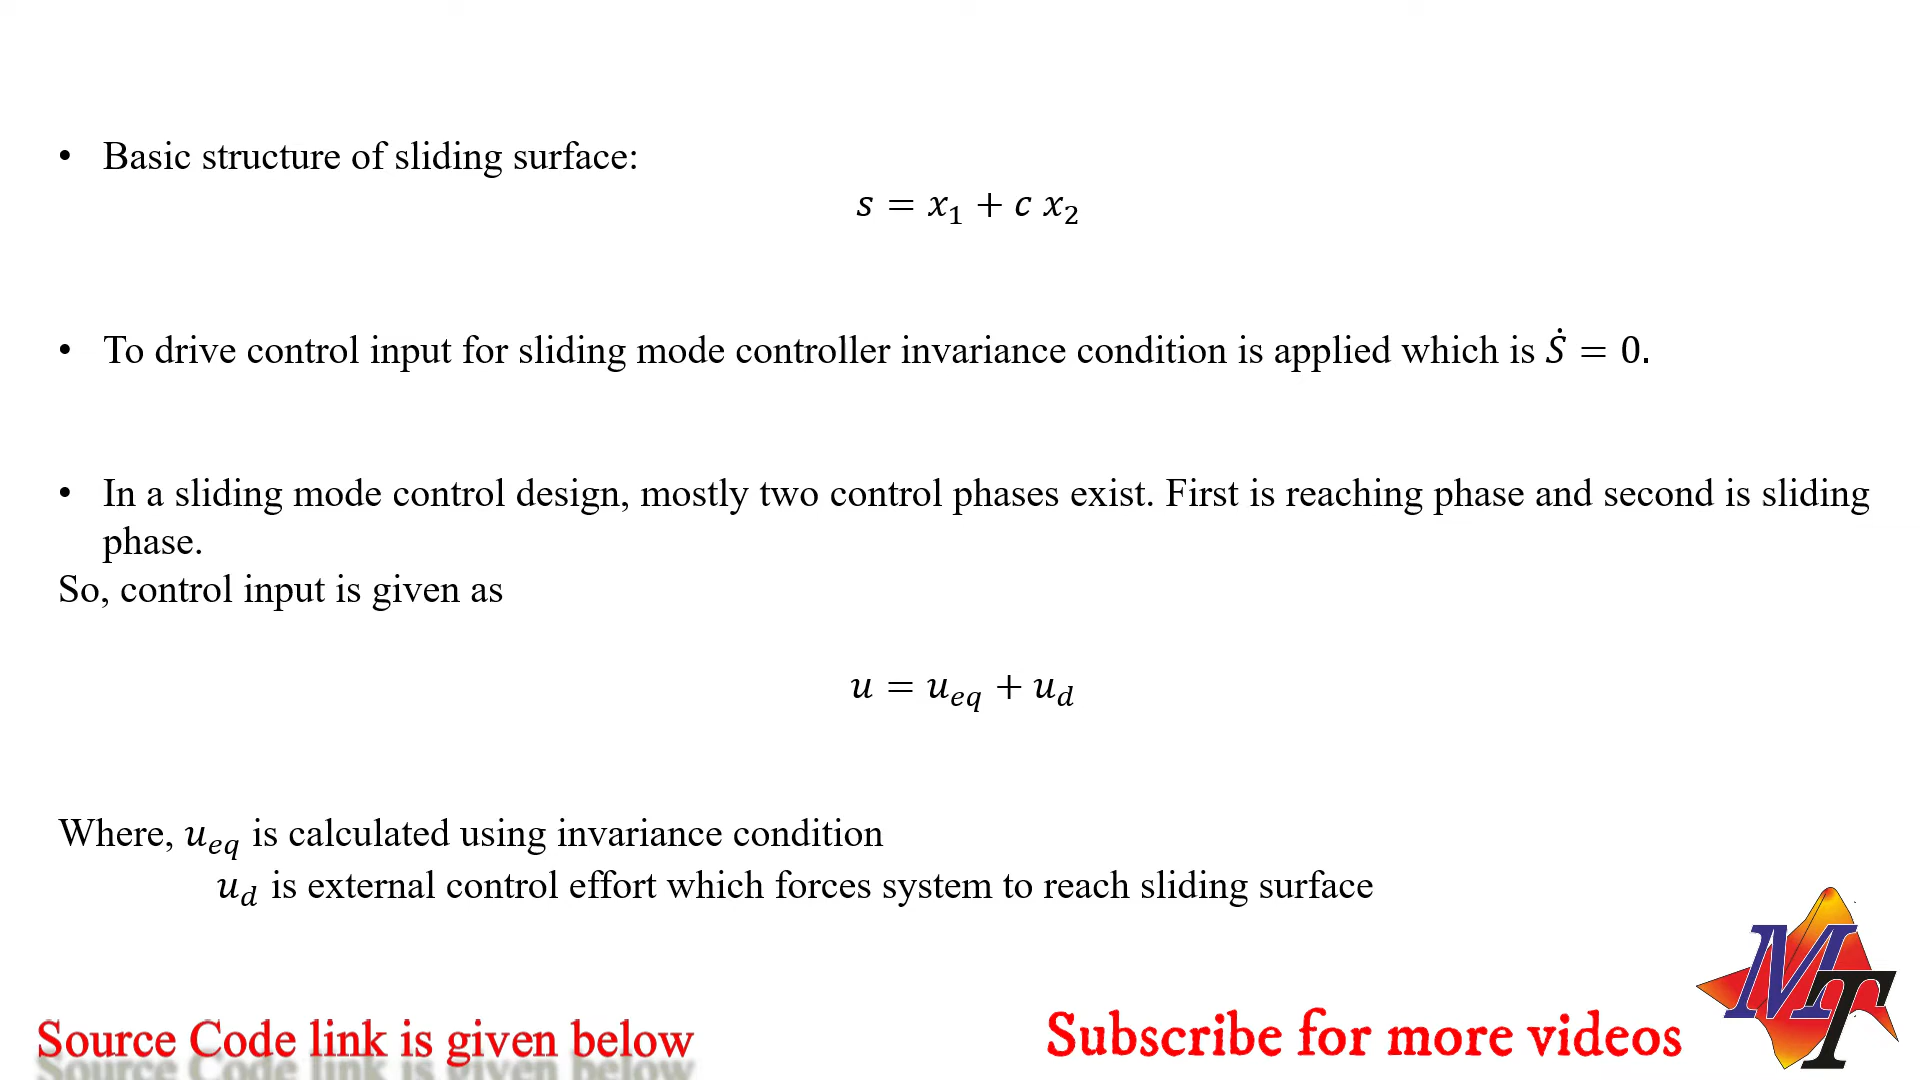 • Basic structure of sliding surface:
s = x₁ + c x₂
• To drive control input for sliding mode controller invariance condition is applied which is Ṡ = 0.
• In a sliding mode control design, mostly two control phases exist. First is reaching phase and second is sliding
phase.
So, control input is given as
u = u_eq + u_d
Where, u_eq is calculated using invariance condition
u_d is external control effort which forces system to reach sliding surface
MT
Source Code link is given below
Subscribe for more videos